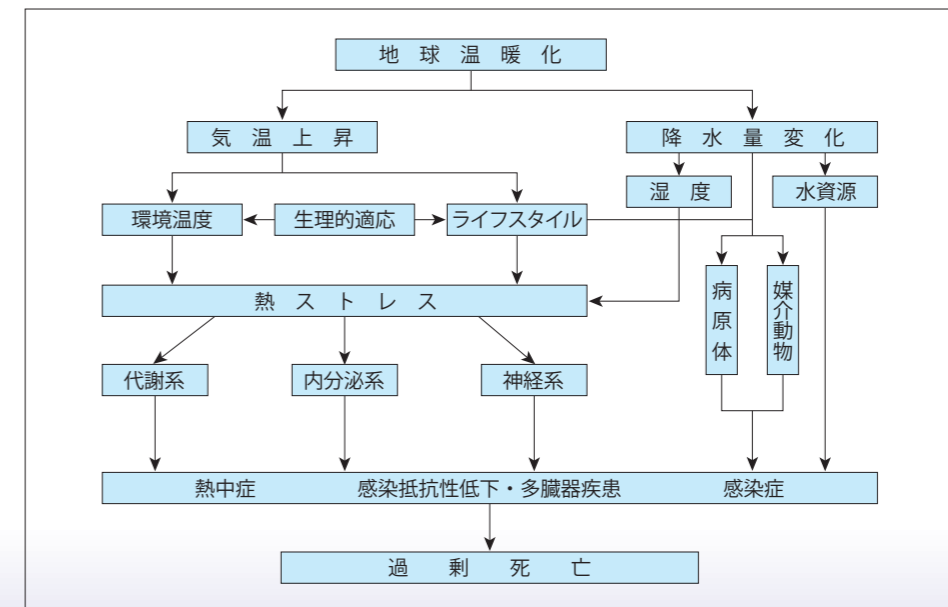 地球温暖化
気温上昇
降水量変化
湿度
水資源
環境温度
生理的適応
ライフスタイル
熱ストレス
病原体
媒介動物
代謝系
内分泌系
神経系
熱中症 感染抵抗性低下・多臓器疾患 感染症
過剰死亡